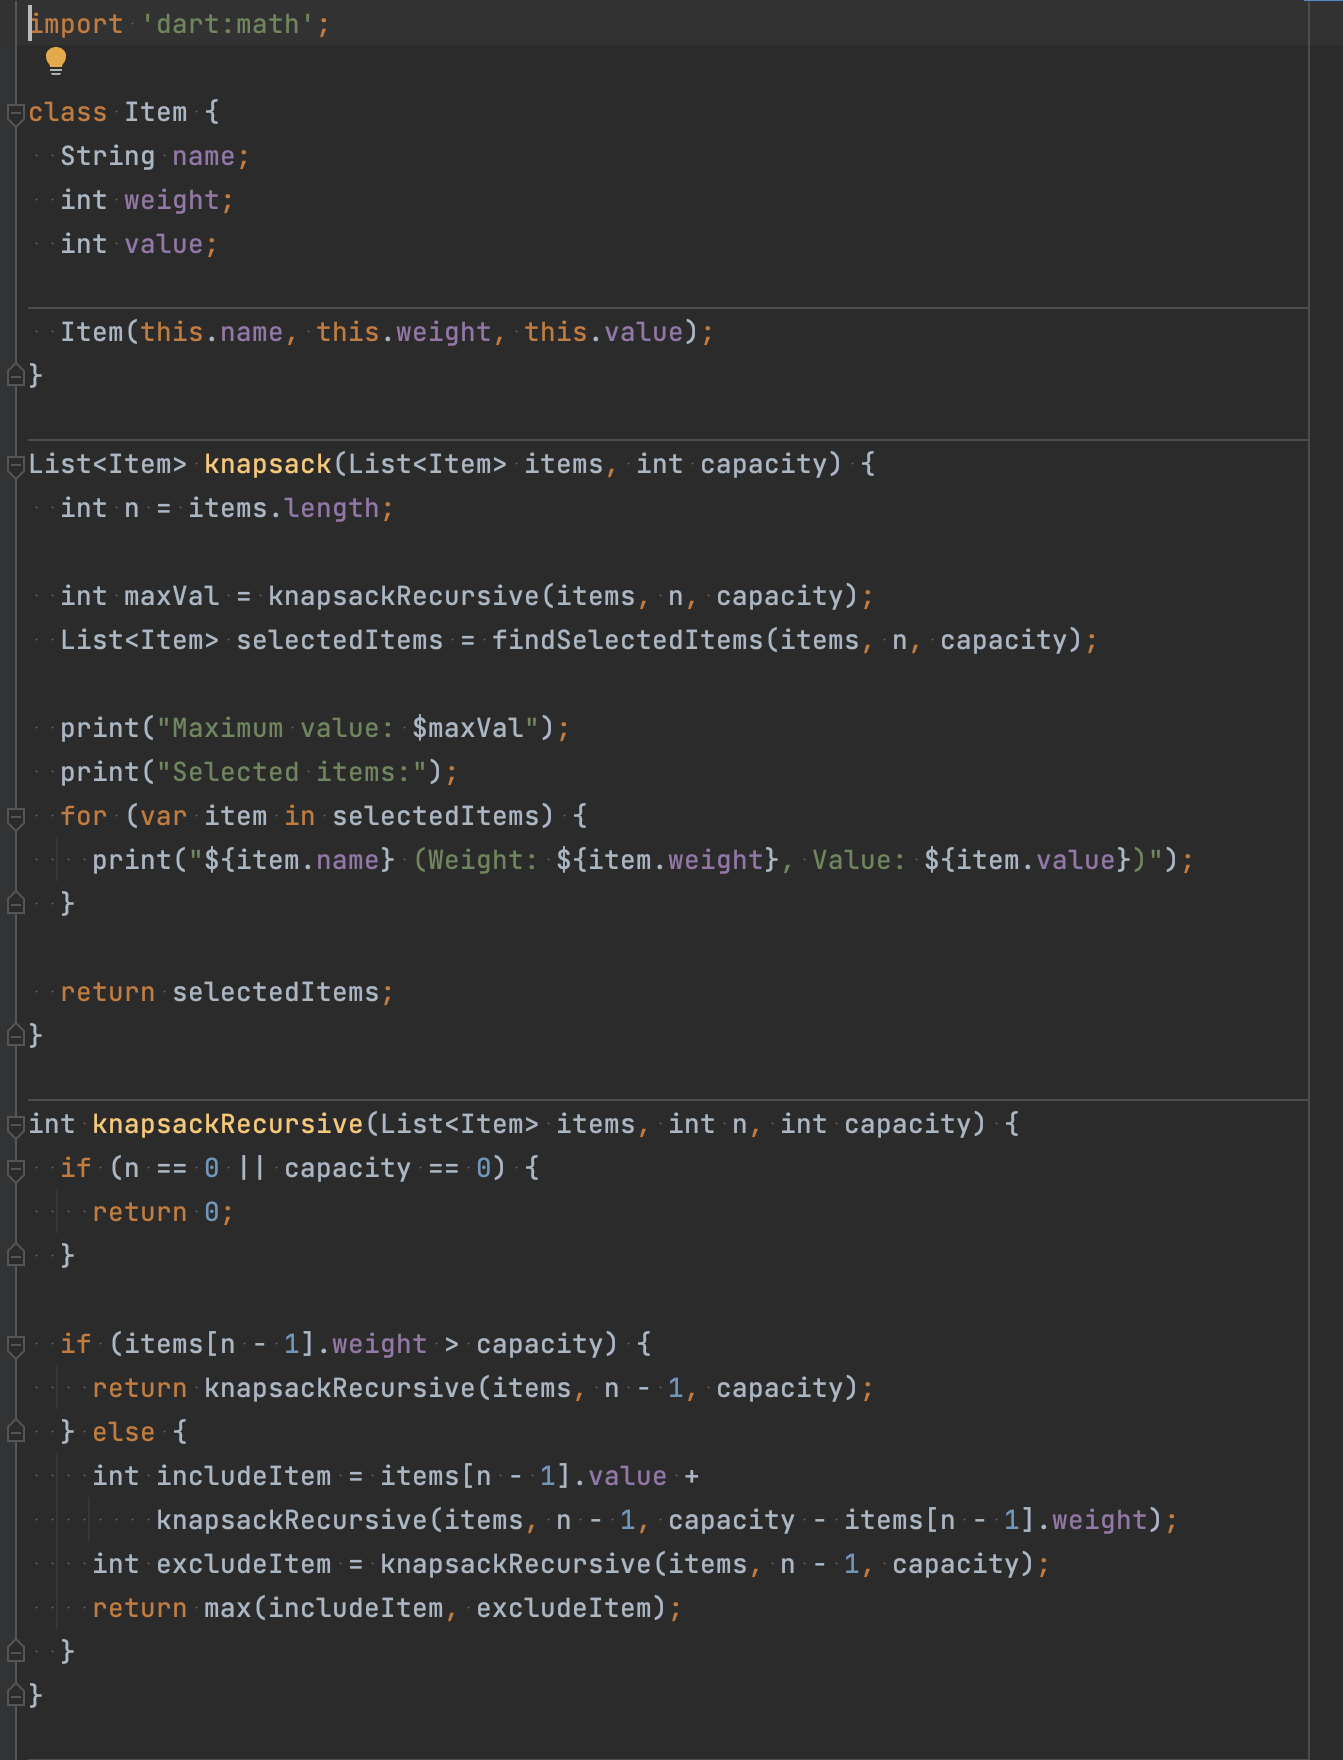 import 'dart:math';
class Item {
  String name;
  int weight;
  int value;
  Item(this.name, this.weight, this.value);
}
List<Item> knapsack(List<Item> items, int capacity) {
  int n = items.length;
  int maxVal = knapsackRecursive(items, n, capacity);
  List<Item> selectedItems = findSelectedItems(items, n, capacity);
  print("Maximum value: $maxVal");
  print("Selected items:");
  for (var item in selectedItems) {
    print("${item.name} (Weight: ${item.weight}, Value: ${item.value})");
  }
  return selectedItems;
}
int knapsackRecursive(List<Item> items, int n, int capacity) {
  if (n == 0 || capacity == 0) {
    return 0;
  }
  if (items[n - 1].weight > capacity) {
    return knapsackRecursive(items, n - 1, capacity);
  } else {
    int includeItem = items[n - 1].value +
        knapsackRecursive(items, n - 1, capacity - items[n - 1].weight);
    int excludeItem = knapsackRecursive(items, n - 1, capacity);
    return max(includeItem, excludeItem);
  }
}